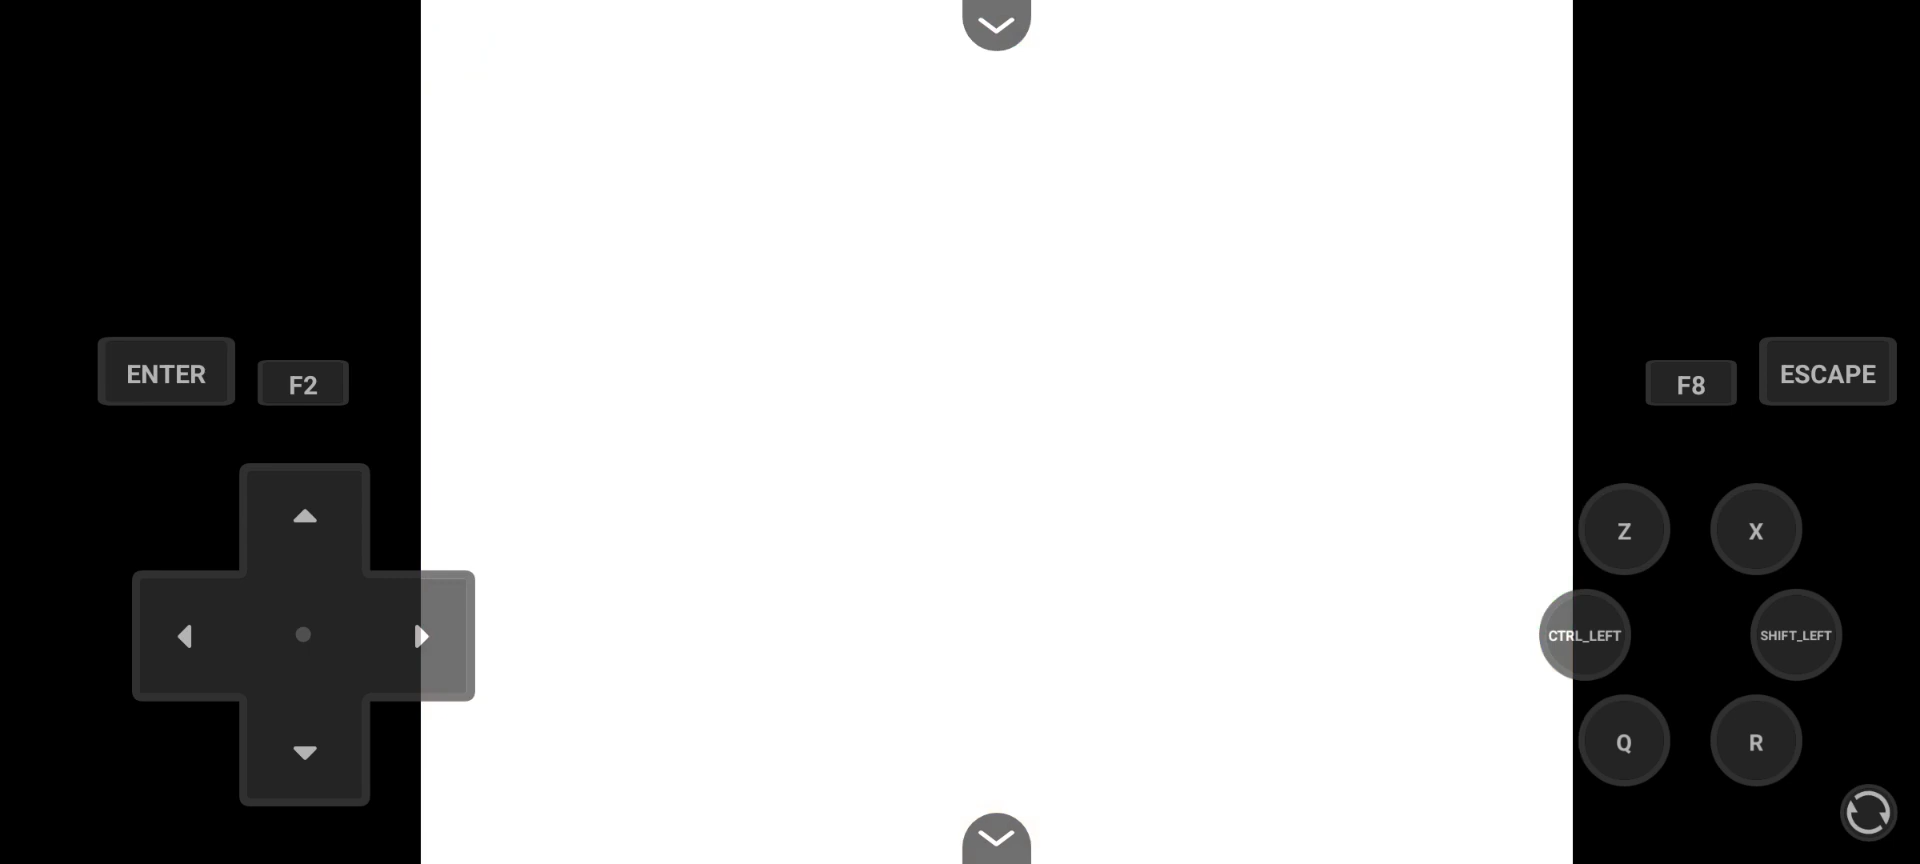 ENTER
F2
F8
ESCAPE
Z
X
CTRL_LEFT
SHIFT_LEFT
Q
R